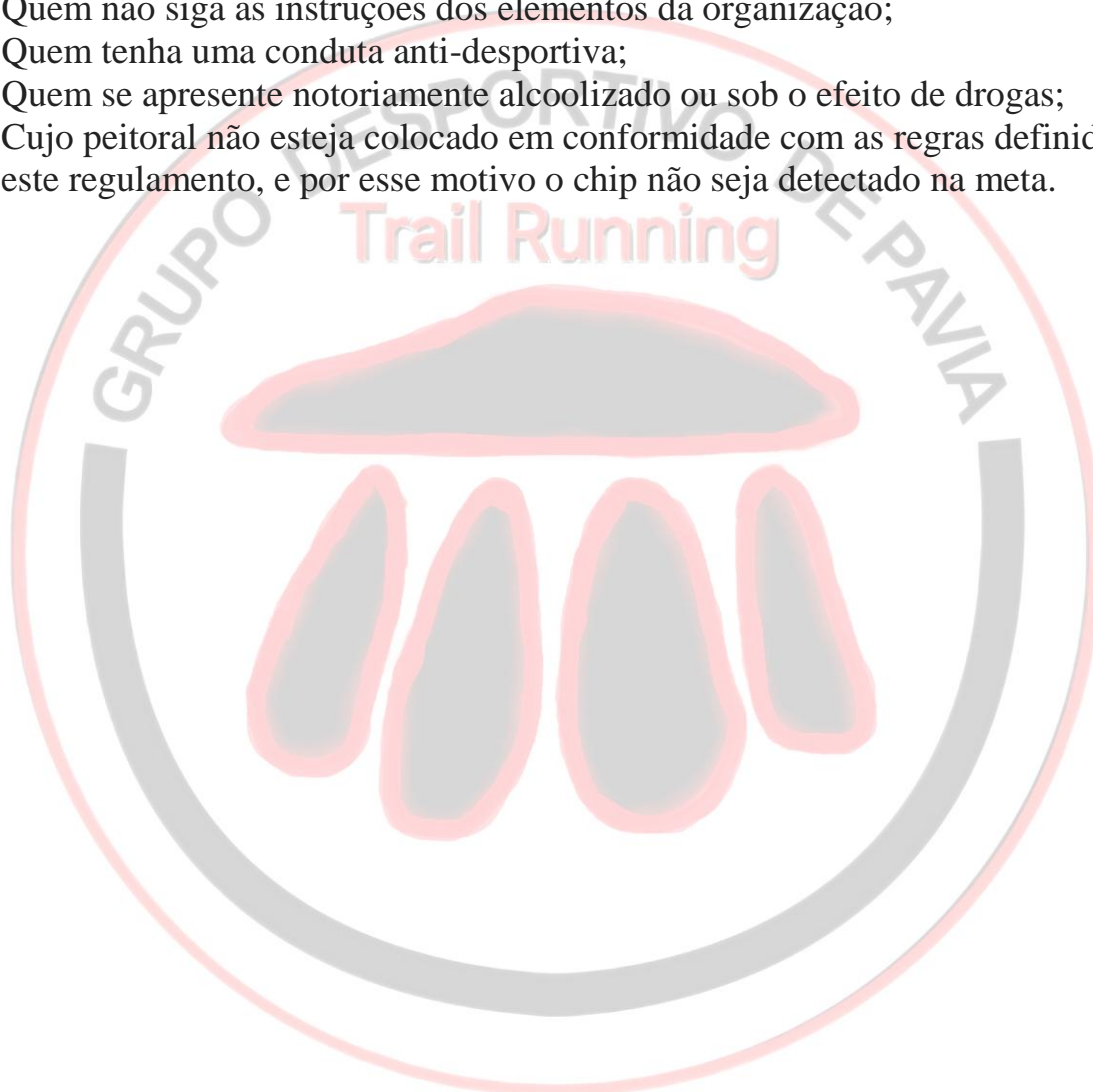 Quem não siga as instruções dos elementos da organização;
Quem tenha uma conduta anti-desportiva;
Quem se apresente notoriamente alcoolizado ou sob o efeito de drogas;
Cujo peitoral não esteja colocado em conformidade com as regras
este regulamento, e por esse motivo o chip não seja detectado na meta.
GRUPO DESPORTIVO DE PAVIA
Trail Running